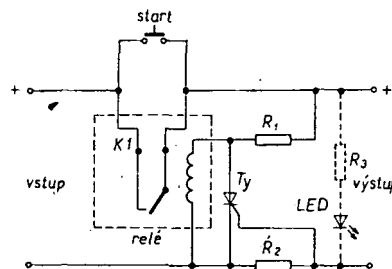 start
+ +
K1 R1
R3
vstup Ty výstup
LED
relé R2